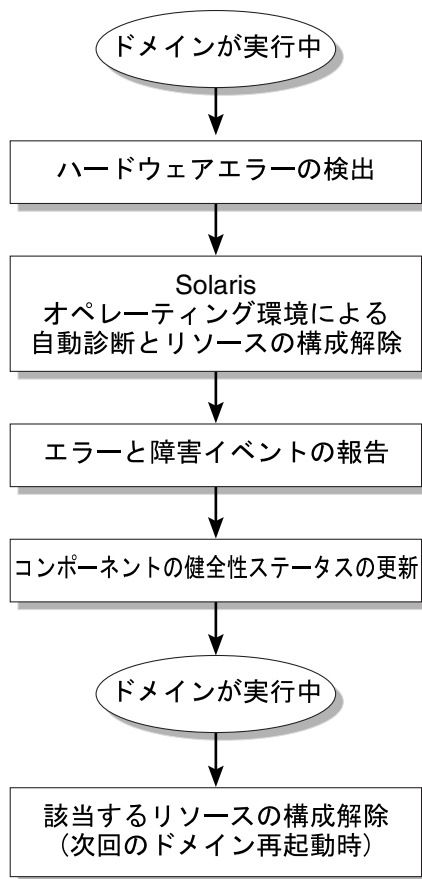 ドメインが実行中
ハードウェアエラーの検出
Solaris
オペレーティング環境による
自動診断とリソースの構成解除
エラーと障害イベントの報告
コンポーネントの健全性ステータスの更新
ドメインが実行中
該当するリソースの構成解除
（次回のドメイン再起動時）